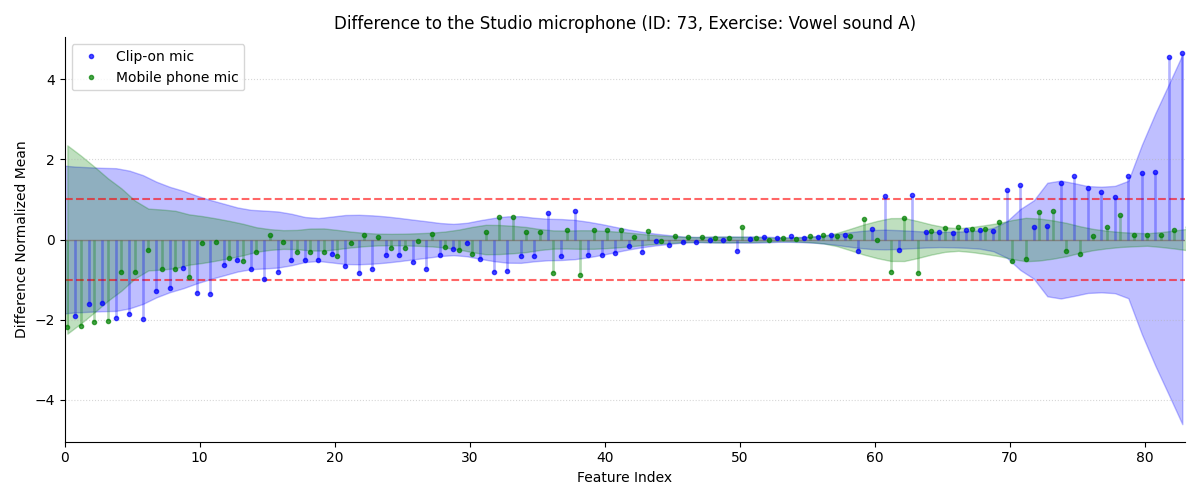 Difference to the Studio microphone (ID: 73, Exercise: Vowel sound A)
Clip-on mic
Mobile phone mic
Difference Normalized Mean
4
2
0
−2
−4
0 10 20 30 40 50 60 70 80
Feature Index